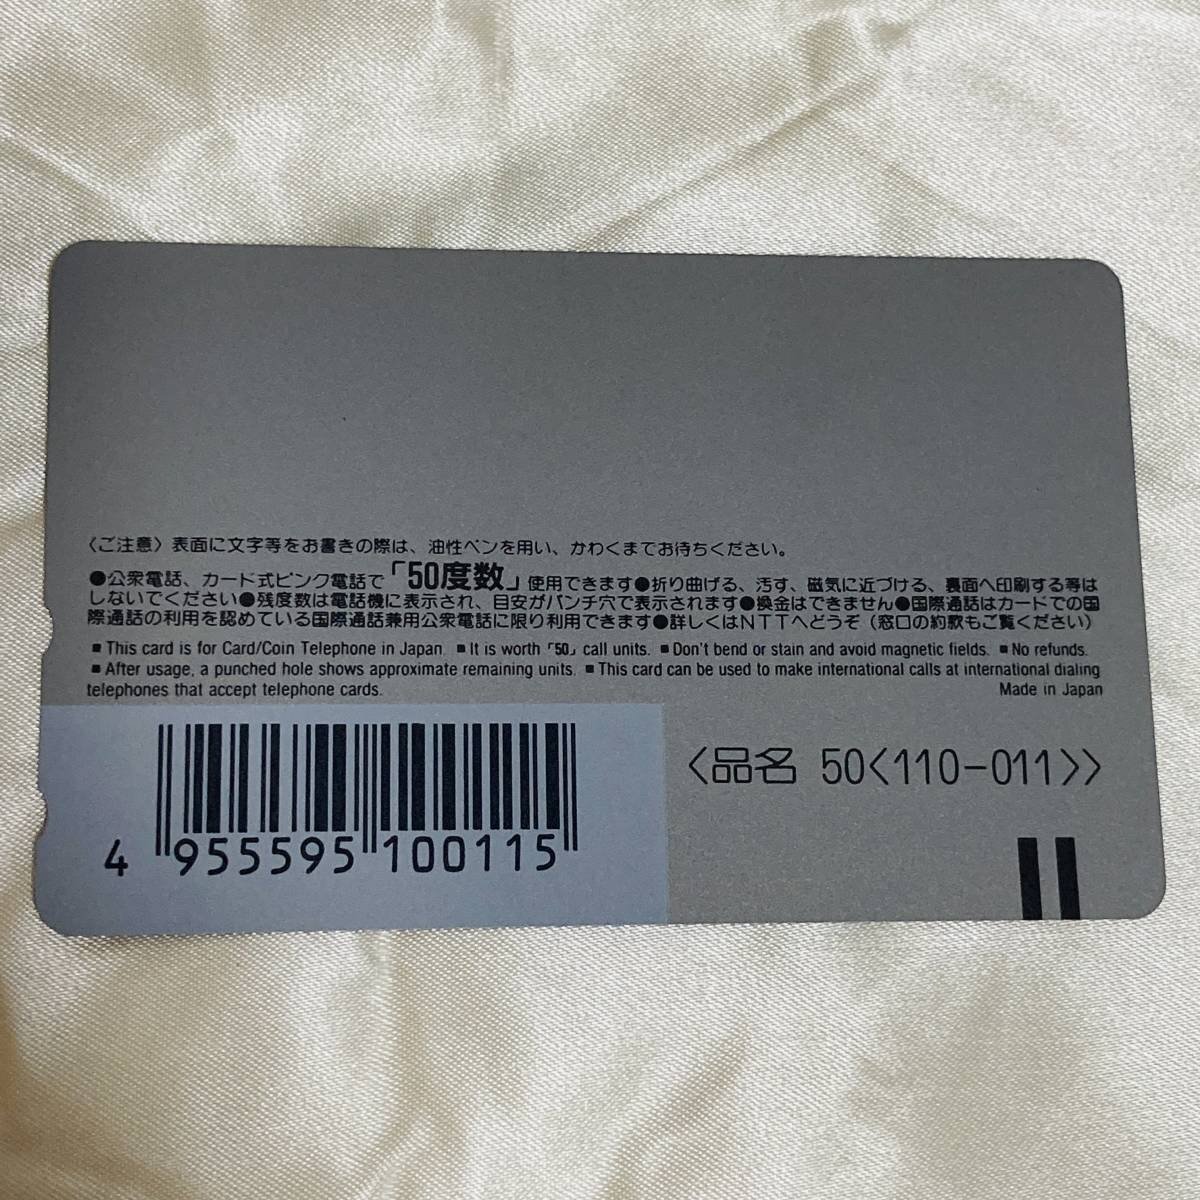 〈ご注意〉表面に文字等をお書きの際は、油性ペンを用い、かわくまでお待ちください。
●公衆電話、カード式ピンク電話で「50度数」使用できます●折り曲げる、汚す、磁気に近づける、裏面へ印刷する等は
しないでください●残度数は電話機に表示され、目安がパンチ穴で表示されます●換金はできません●国際通話はカードでの国
際通話の利用を認めている国際通話兼用公衆電話に限り利用できます●詳しくはNTTへどうぞ（窓口の約款もご覧ください）
■This card is for Card/Coin Telephone in Japan. ■It is worth「50」call units. ■Don't bend or stain and avoid magnetic fields. ■No refunds.
■After usage, a punched hole shows approximate remaining units. ■This card can be used to make international calls at international dialing
telephones that accept telephone cards. Made in Japan
〈品名 50〈110-011〉〉
4 955595 100115